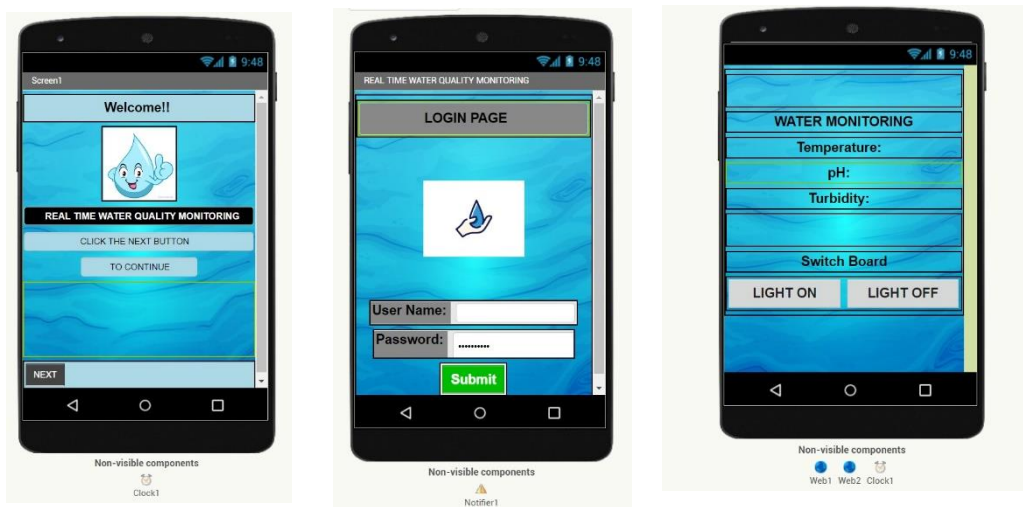 9:48
Screen1
Welcome!!
REAL TIME WATER QUALITY MONITORING
CLICK THE NEXT BUTTON
TO CONTINUE
NEXT
Non-visible components
Clock1
9:48
REAL TIME WATER QUALITY MONITORING
LOGIN PAGE
User Name:
Password:
Submit
Non-visible components
Notifier1
9:48
WATER MONITORING
Temperature:
pH:
Turbidity:
Switch Board
LIGHT ON LIGHT OFF
Non-visible components
Web1 Web2 Clock1